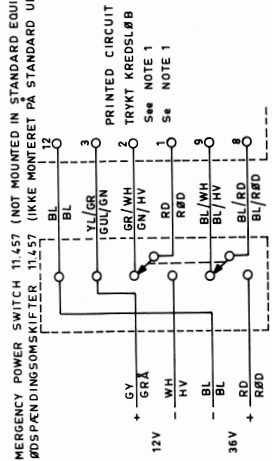 MERGENCY POWER SWITCH 11.457 (NOT MOUNTED IN STANDARD EQUI
ØDSPÆNDINGSOMSKIFTER 11.457 (IKKE MONTERET PÅ STANDARD U
BL
BL
12
YL/GR
GUL/GN
3
GR/WH
GN/HV
2
RD
RØD
1
BL/WH
BL/HV
9
BL/RD
BL/RØD
8
PRINTED CIRCUIT
TRYKT KREDSLØB
See NOTE 1
Se NOTE 1
12V
+
GY
GRÅ
-
WH
HV
36V
-
BL
BL
+
RD
RØD